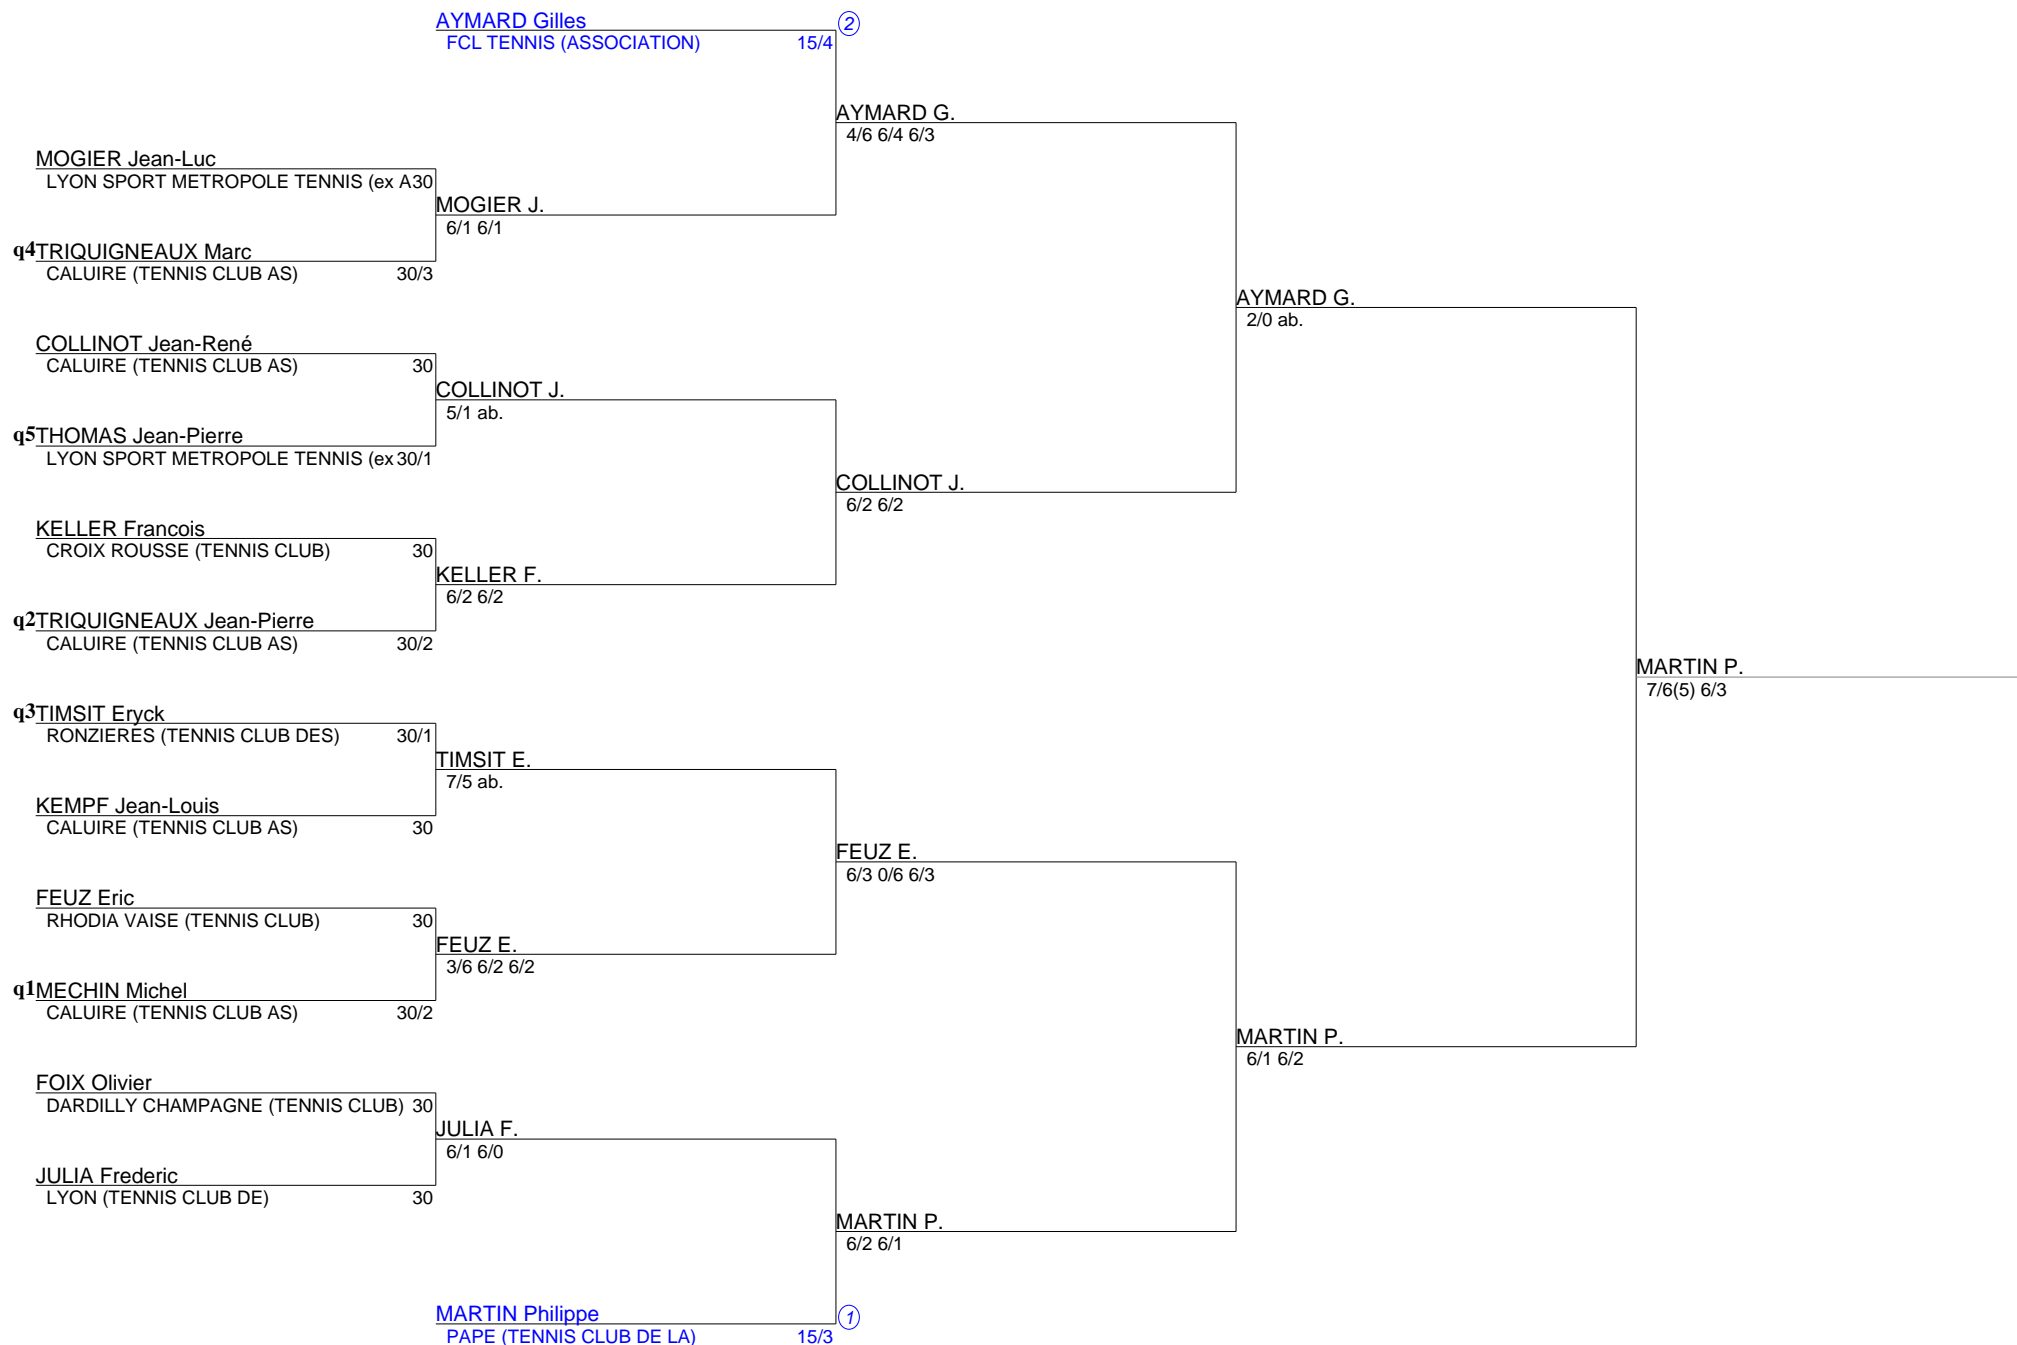 AYMARD Gilles
2
FCL TENNIS (ASSOCIATION) 15/4
AYMARD G.
4/6 6/4 6/3
MOGIER Jean-Luc
LYON SPORT METROPOLE TENNIS (ex A30
MOGIER J.
6/1 6/1
q4 TRIQUIGNEAUX Marc
CALUIRE (TENNIS CLUB AS) 30/3
AYMARD G.
2/0 ab.
COLLINOT Jean-René
CALUIRE (TENNIS CLUB AS) 30
COLLINOT J.
5/1 ab.
q5 THOMAS Jean-Pierre
LYON SPORT METROPOLE TENNIS (ex 30/1
COLLINOT J.
6/2 6/2
KELLER Francois
CROIX ROUSSE (TENNIS CLUB) 30
KELLER F.
6/2 6/2
q2 TRIQUIGNEAUX Jean-Pierre
CALUIRE (TENNIS CLUB AS) 30/2
MARTIN P.
7/6(5) 6/3
q3 TIMSIT Eryck
RONZIERES (TENNIS CLUB DES) 30/1
TIMSIT E.
7/5 ab.
KEMPF Jean-Louis
CALUIRE (TENNIS CLUB AS) 30
FEUZ E.
6/3 0/6 6/3
FEUZ Eric
RHODIA VAISE (TENNIS CLUB) 30
FEUZ E.
3/6 6/2 6/2
q1 MECHIN Michel
CALUIRE (TENNIS CLUB AS) 30/2
MARTIN P.
6/1 6/2
FOIX Olivier
DARDILLY CHAMPAGNE (TENNIS CLUB) 30
JULIA F.
6/1 6/0
JULIA Frederic
LYON (TENNIS CLUB DE) 30
MARTIN P.
6/2 6/1
MARTIN Philippe
1
PAPE (TENNIS CLUB DE LA) 15/3